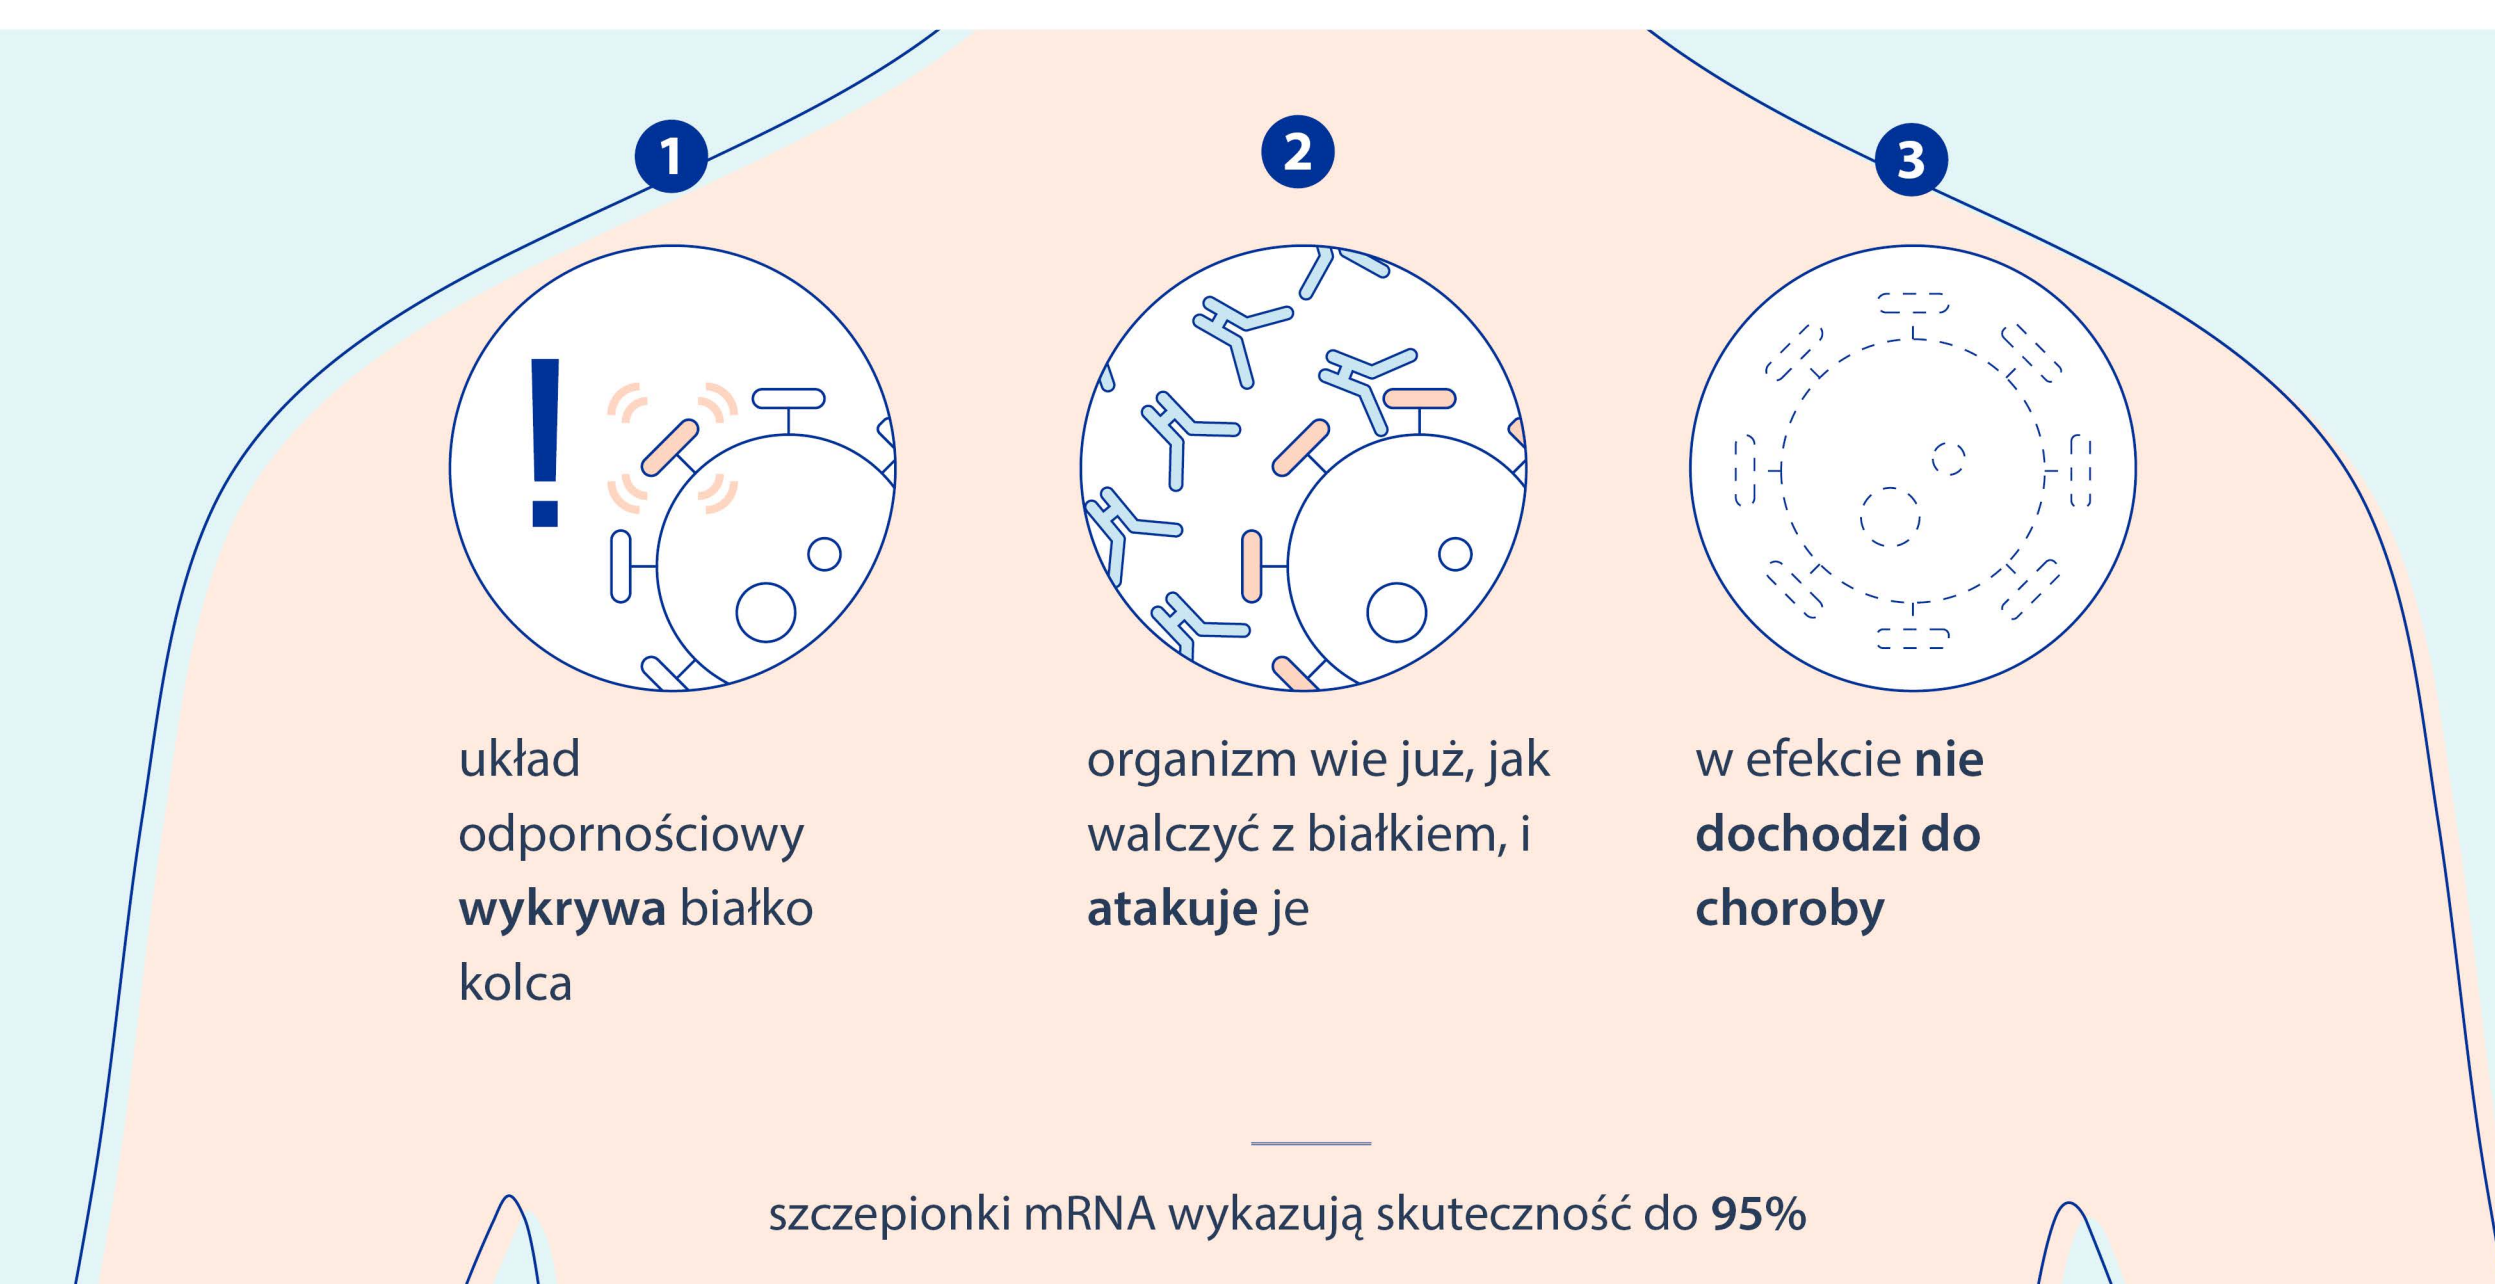 1
układ
odpornościowy
wykrywa białko
kolca
2
organizm wie już, jak
walczyć z białkiem, i
atakuje je
3
w efekcie nie
dochodzi do
choroby
szczepionki mRNA wykazują skuteczność do 95%